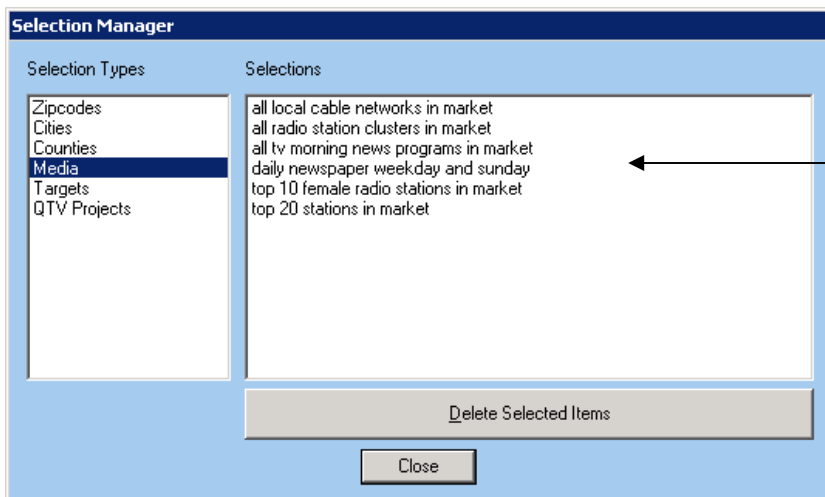 Selection Manager
Selection Types
Zipcodes
Cities
Counties
Media
Targets
QTV Projects
Selections
all local cable networks in market
all radio station clusters in market
all tv morning news programs in market
daily newspaper weekday and sunday
top 10 female radio stations in market
top 20 stations in market
Delete Selected Items
Close